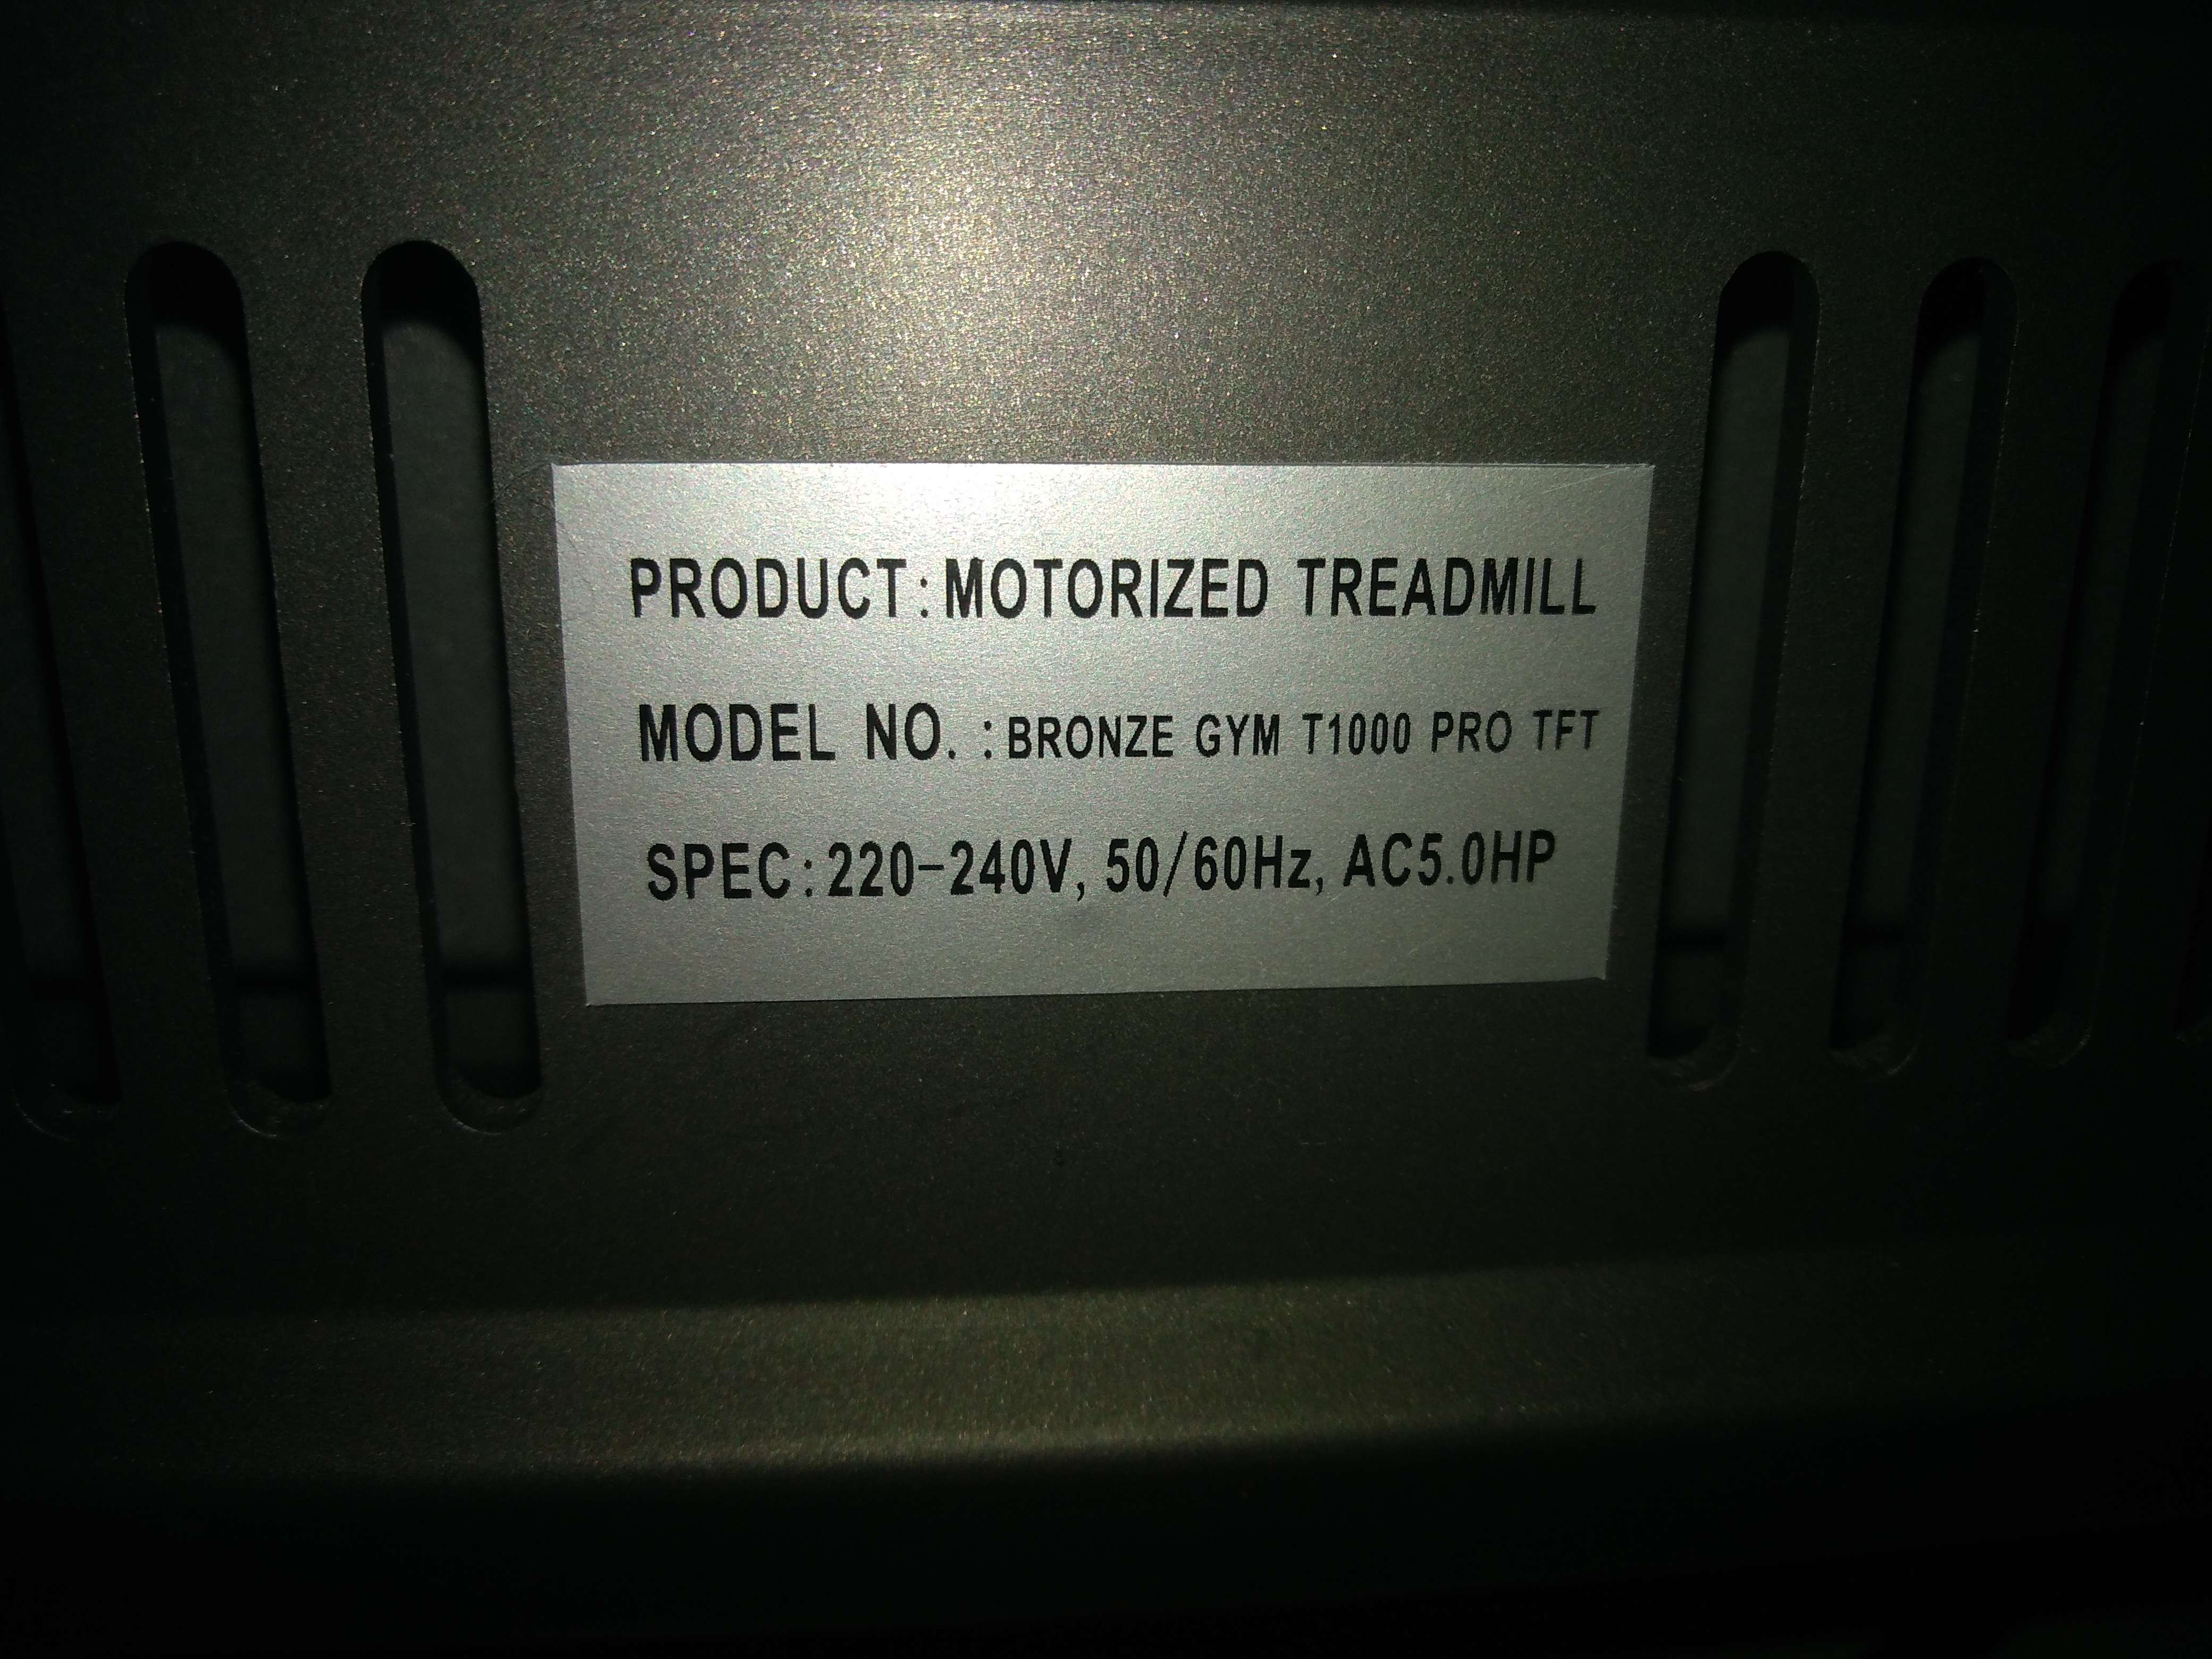 PRODUCT:MOTORIZED TREADMILL
MODEL NO. :BRONZE GYM T1000 PRO TFT
SPEC:220-240V, 50/60Hz, AC5.0HP